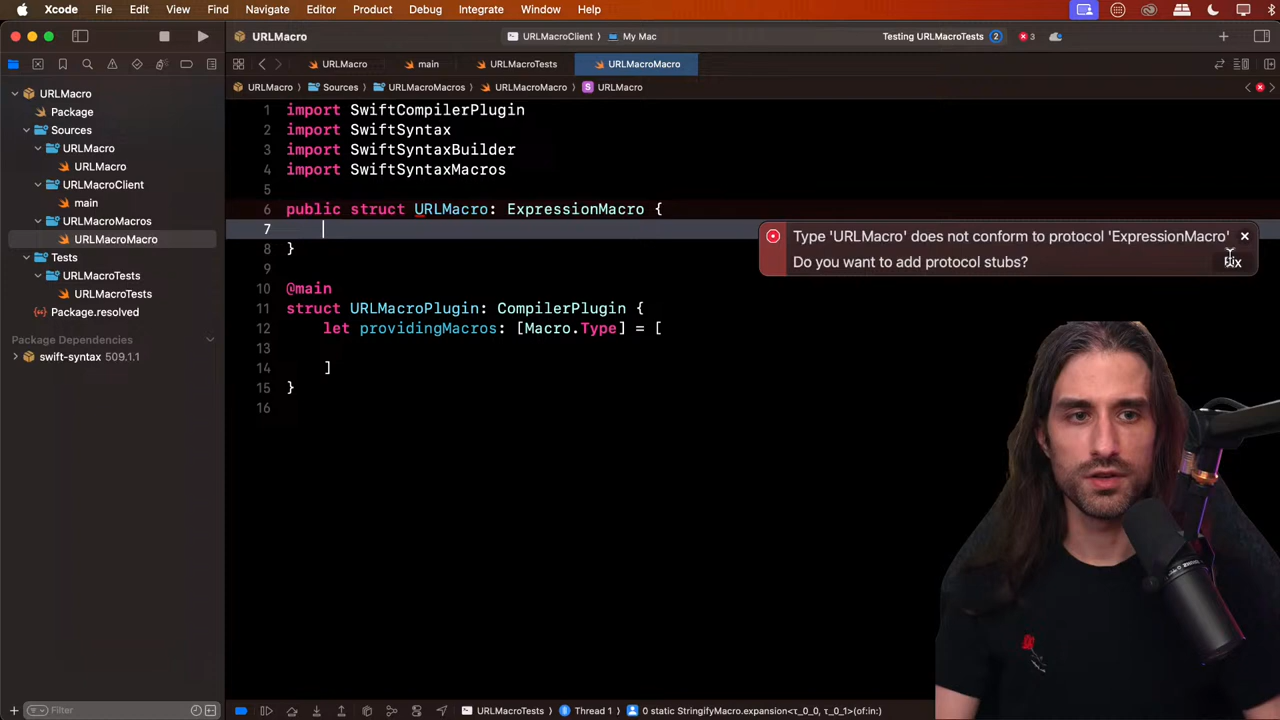 Xcode File Edit View Find Navigate Editor Product Debug Integrate Window Help
URLMacro URLMacroClient My Mac Testing URLMacroTests 2 3
URLMacro main URLMacroTests URLMacroMacro
URLMacro Sources URLMacroMacros URLMacroMacro S URLMacro
URLMacro
Package
Sources
URLMacro
URLMacro
URLMacroClient
main
URLMacroMacros
URLMacroMacro
Tests
URLMacroTests
URLMacroTests
Package.resolved
Package Dependencies
swift-syntax 509.1.1
Filter
1 import SwiftCompilerPlugin
2 import SwiftSyntax
3 import SwiftSyntaxBuilder
4 import SwiftSyntaxMacros
5
6 public struct URLMacro: ExpressionMacro {
7
8 }
9
10 @main
11 struct URLMacroPlugin: CompilerPlugin {
12 let providingMacros: [Macro.Type] = [
13
14 ]
15 }
16
Type 'URLMacro' does not conform to protocol 'ExpressionMacro'
Do you want to add protocol stubs? Fix
URLMacroTests Thread 1 0 static StringifyMacro.expansion<τ_0_0, τ_0_1>(of:in:)